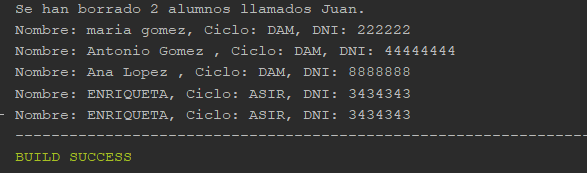 Se han borrado 2 alumnos llamados Juan.
Nombre: maria gomez, Ciclo: DAM, DNI: 222222
Nombre: Antonio Gomez , Ciclo: DAM, DNI: 44444444
Nombre: Ana Lopez , Ciclo: DAM, DNI: 8888888
Nombre: ENRIQUETA, Ciclo: ASIR, DNI: 3434343
Nombre: ENRIQUETA, Ciclo: ASIR, DNI: 3434343
------------------------------------------------------------------------
BUILD SUCCESS